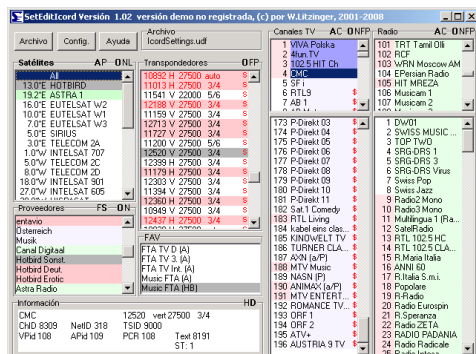 SetEditIcord Versión 1.02 versión demo no registrada, (c) por W.Litzinger, 2001-2008
Archivo Config. Ayuda
Archivo
IcordSettings.udf
Satélites AP ONL
All
13.0°E HOTBIRD
19.2°E ASTRA 1
16.0°E EUTELSAT W2
10.0°E EUTELSAT W1
7.0°E EUTELSAT W3
5.0°E SIRIUS
3.0°E TELECOM 2A
1.0°W INTELSAT 707
5.0°W TELECOM 2C
8.0°W TELECOM 2D
18.0°W INTELSAT 901
27.0°W INTELSAT 605
Transpondedores OFP
10892 H 27500 auto s
11013 H 27500 3/4 s
11541 V 22000 5/6 s
12188 V 27500 3/4 s
11159 V 27500 3/4 s
12713 V 27500 3/4 s
11727 V 27500 3/4 s
11200 V 27500 5/6 s
12520 V 27500 3/4 s
12399 H 27500 3/4 s
11179 H 27500 3/4 s
12303 V 27500 3/4 s
11394 V 27500 3/4 s
12360 H 27500 3/4 s
10949 V 27500 3/4 s
12437 H 27500 3/4 s
Proveedores FS ON
entavio
Österreich
Musik
Canal Digitaal
Hotbird Sonst.
Hotbird Deut.
Hotbird Erotic
Astra Radio
FAV
FTA TV D (A)
FTA TV 3. (A)
FTA TV Int. (A)
Music FTA (A)
Music FTA (HB)
Información HD
CMC 12520 vert 27500 3/4
ChID 8309 NetID 318 TSID 9000
VPid 108 APid 109 PCR 108 Text 8191
ST: 1
Canales TV AC ONFP
1 VIVA Polska
2 4fun.TV
3 102.5 HIT Ch
4 CMC
5 SF i
6 RTL9 $
7 AB 1 $
173 P-Direkt 03 $
174 P-Direkt 04 $
175 P-Direkt 05 $
176 P-Direkt 06 $
177 P-Direkt 07 $
178 P-Direkt 08 $
179 P-Direkt 09 $
180 P-Direkt 10 $
181 P-Direkt 11 $
182 Sat.1 Comedy $
183 RTL Living $
184 kabel eins clas... $
185 KINOWELT TV $
186 TURNER CLA... $
187 AXN (a/P) $
188 MTV Music $
189 NASN (P) $
190 ANIMAX (a/P) $
191 MTV ENTERT... $
192 ROMANCE TV... $
193 ORF 1 $
194 ORF 2 $
195 ATV+ $
196 AUSTRIA 9 TV $
Radio AC ONFP
101 TRT Tamil Olli
102 RCF
103 WRN Moscow AM
104 EPersian Radio
105 HIT MREZA
106 Musicam 1
107 Musicam 2
1 DW01
2 SWISS MUSIC ...
3 TOP TWO
4 SRG-DRS 1
5 SRG-DRS 3
6 SRG-DRS Virus
7 Swiss Pop
8 Swiss Jazz
9 Radio2 Mono
10 Radio3 Mono
11 Multilingua 1 (Ra...
12 SatelRadio
13 RTL 102.5 HC
14 RTL 102.5 CLA...
15 R.Maria Italia
16 ANNI 60
17 R.Italia S.m.i.
18 Popolare
19 R-Radio
20 Radio Eurospin
21 R.Speranza
22 Radio ZETA
23 RADIO PADANIA
24 Radio Radicale